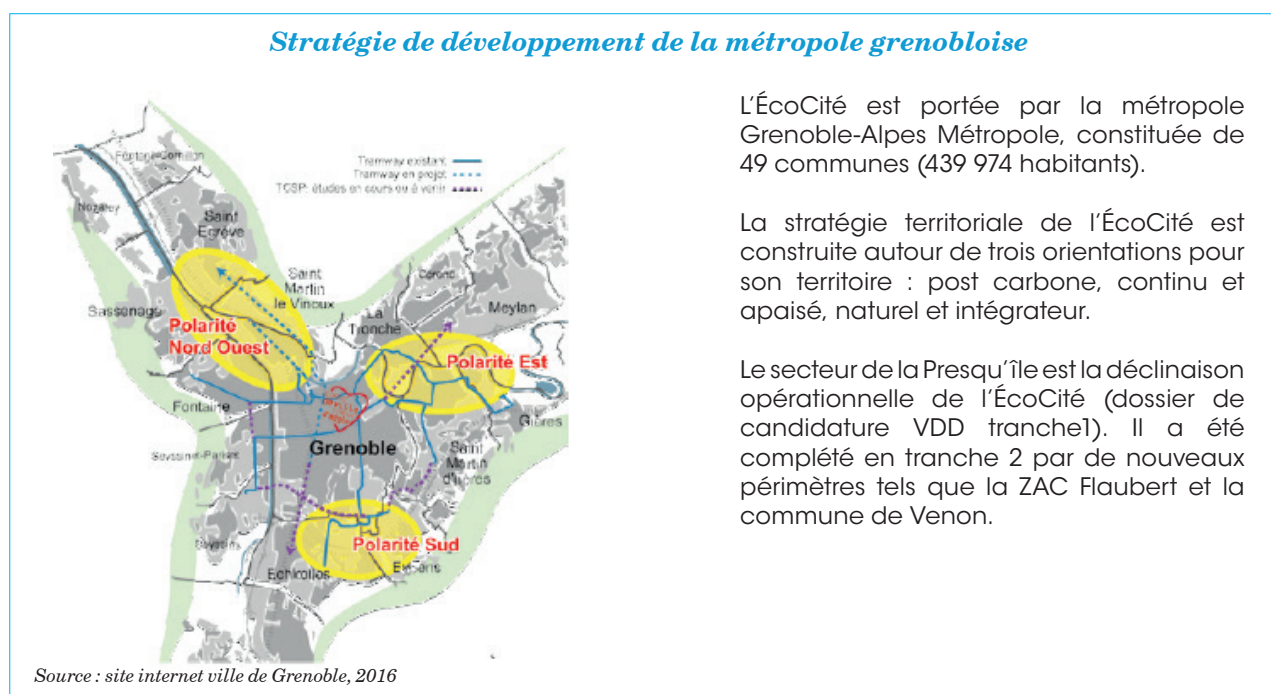 Stratégie de développement de la métropole grenobloise
L'ÉcoCité est portée par la métropole
Grenoble-Alpes Métropole, constituée de
49 communes (439 974 habitants).
La stratégie territoriale de l'ÉcoCité est
construite autour de trois orientations pour
son territoire : post carbone, continu et
apaisé, naturel et intégrateur.
Le secteur de la Presqu'île est la déclinaison
opérationnelle de l'ÉcoCité (dossier de
candidature VDD tranche1). Il a été
complété en tranche 2 par de nouveaux
périmètres tels que la ZAC Flaubert et la
commune de Venon.
Tramway existant
Tramway en projet
TCSP: études en cours ou à venir
Saint
Egrève
Saint
Martin
le Vinoux
Sassenage
Polarité
Nord Ouest
La
Tronche
Corenc
Meylan
Polarité Est
Fontaine
Grenoble
Gières
Saint
Martin
d'Hères
Seyssins
Polarité Sud
Echirolles
Source : site internet ville de Grenoble, 2016